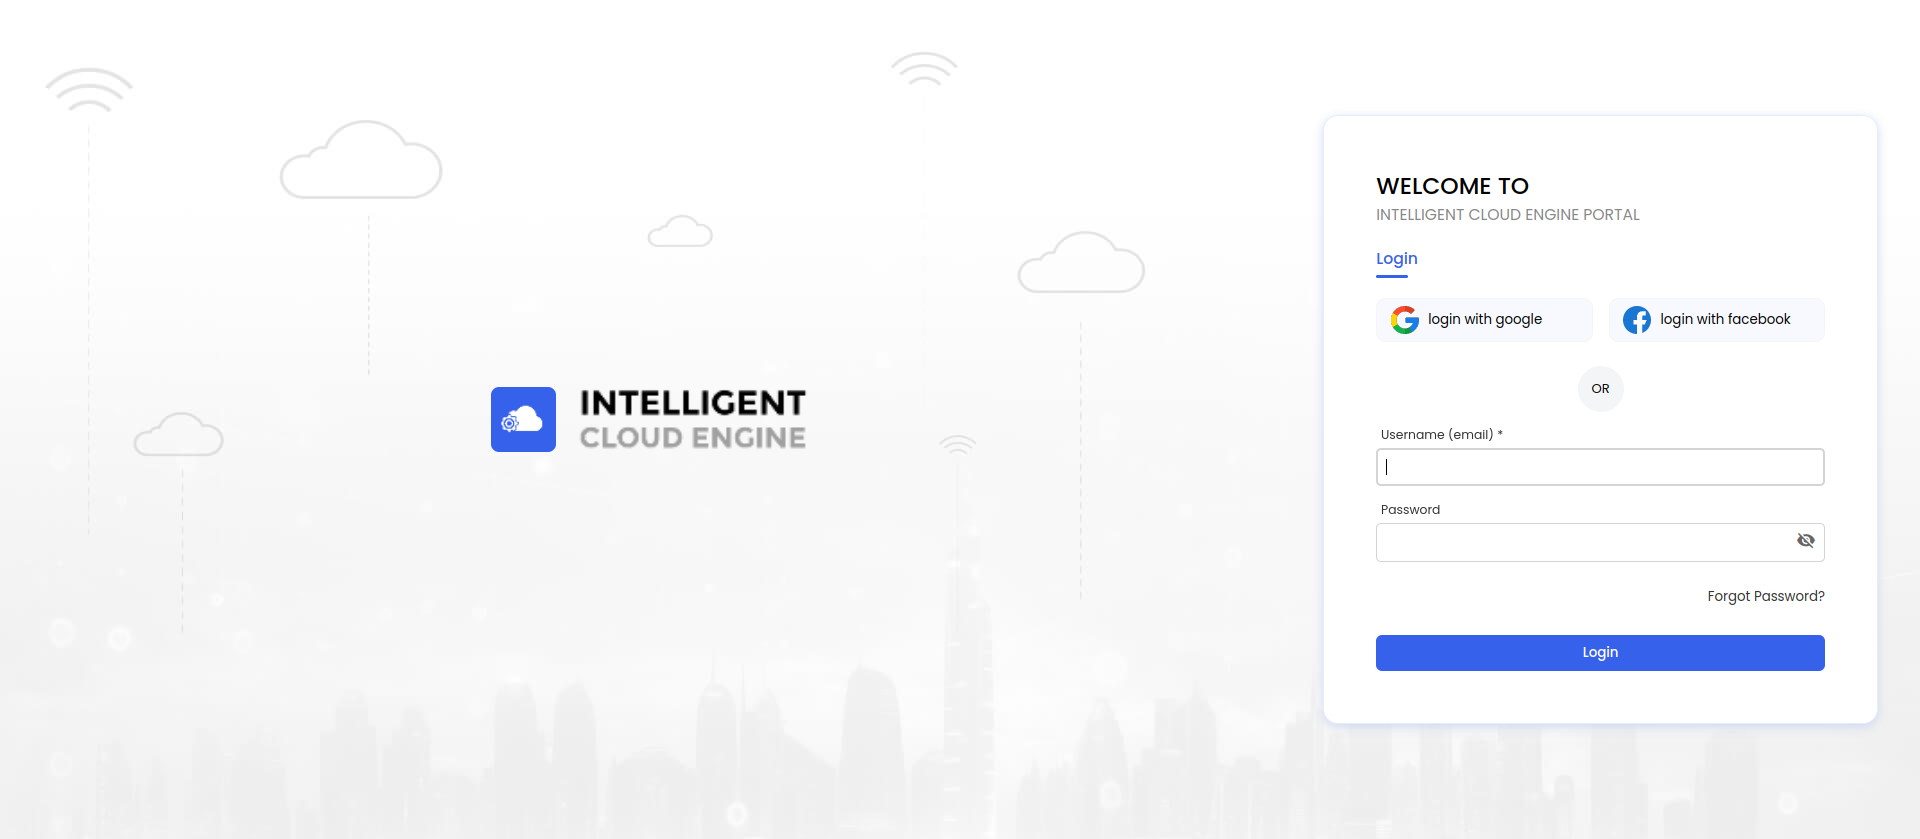 INTELLIGENT
CLOUD ENGINE
WELCOME TO
INTELLIGENT CLOUD ENGINE PORTAL
Login
login with google
login with facebook
OR
Username (email) *
Password
Forgot Password?
Login